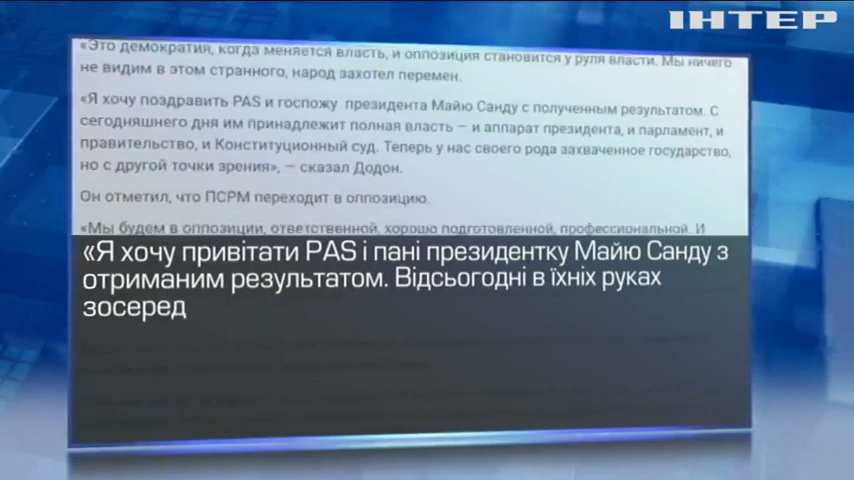 ІНТЕР
«Это демократия, когда меняется власть, и оппозиция становится у руля власти. Мы ничего
не видим в этом странного, народ захотел перемен.
«Я хочу поздравить PAS и госпожу президента Майю Санду с полученным результатом. С
сегодняшнего дня им принадлежит полная власть – и аппарат президента, и парламент, и
правительство, и Конституционный суд. Теперь у нас своего рода захваченное государство,
но с другой точки зрения», – сказал Додон.
Он отметил, что ПСРМ переходит в оппозицию.
«Мы будем в оппозиции, ответственной, хорошо подготовленной, профессиональной. И
«Я хочу привітати PAS і пані президентку Майю Санду з
отриманим результатом. Відсьогодні в їхніх руках
зосеред